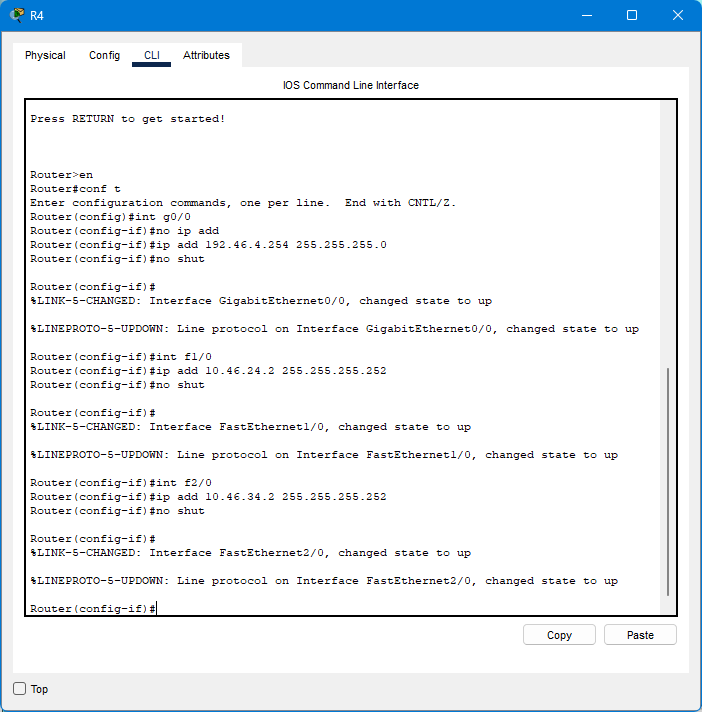 R4
Physical Config CLI Attributes
IOS Command Line Interface
Press RETURN to get started!
Router>en
Router#conf t
Enter configuration commands, one per line.  End with CNTL/Z.
Router(config)#int g0/0
Router(config-if)#no ip add
Router(config-if)#ip add 192.46.4.254 255.255.255.0
Router(config-if)#no shut
Router(config-if)#
%LINK-5-CHANGED: Interface GigabitEthernet0/0, changed state to up
%LINEPROTO-5-UPDOWN: Line protocol on Interface GigabitEthernet0/0, changed state to up
Router(config-if)#int f1/0
Router(config-if)#ip add 10.46.24.2 255.255.255.252
Router(config-if)#no shut
Router(config-if)#
%LINK-5-CHANGED: Interface FastEthernet1/0, changed state to up
%LINEPROTO-5-UPDOWN: Line protocol on Interface FastEthernet1/0, changed state to up
Router(config-if)#int f2/0
Router(config-if)#ip add 10.46.34.2 255.255.255.252
Router(config-if)#no shut
Router(config-if)#
%LINK-5-CHANGED: Interface FastEthernet2/0, changed state to up
%LINEPROTO-5-UPDOWN: Line protocol on Interface FastEthernet2/0, changed state to up
Router(config-if)#
Copy Paste
Top